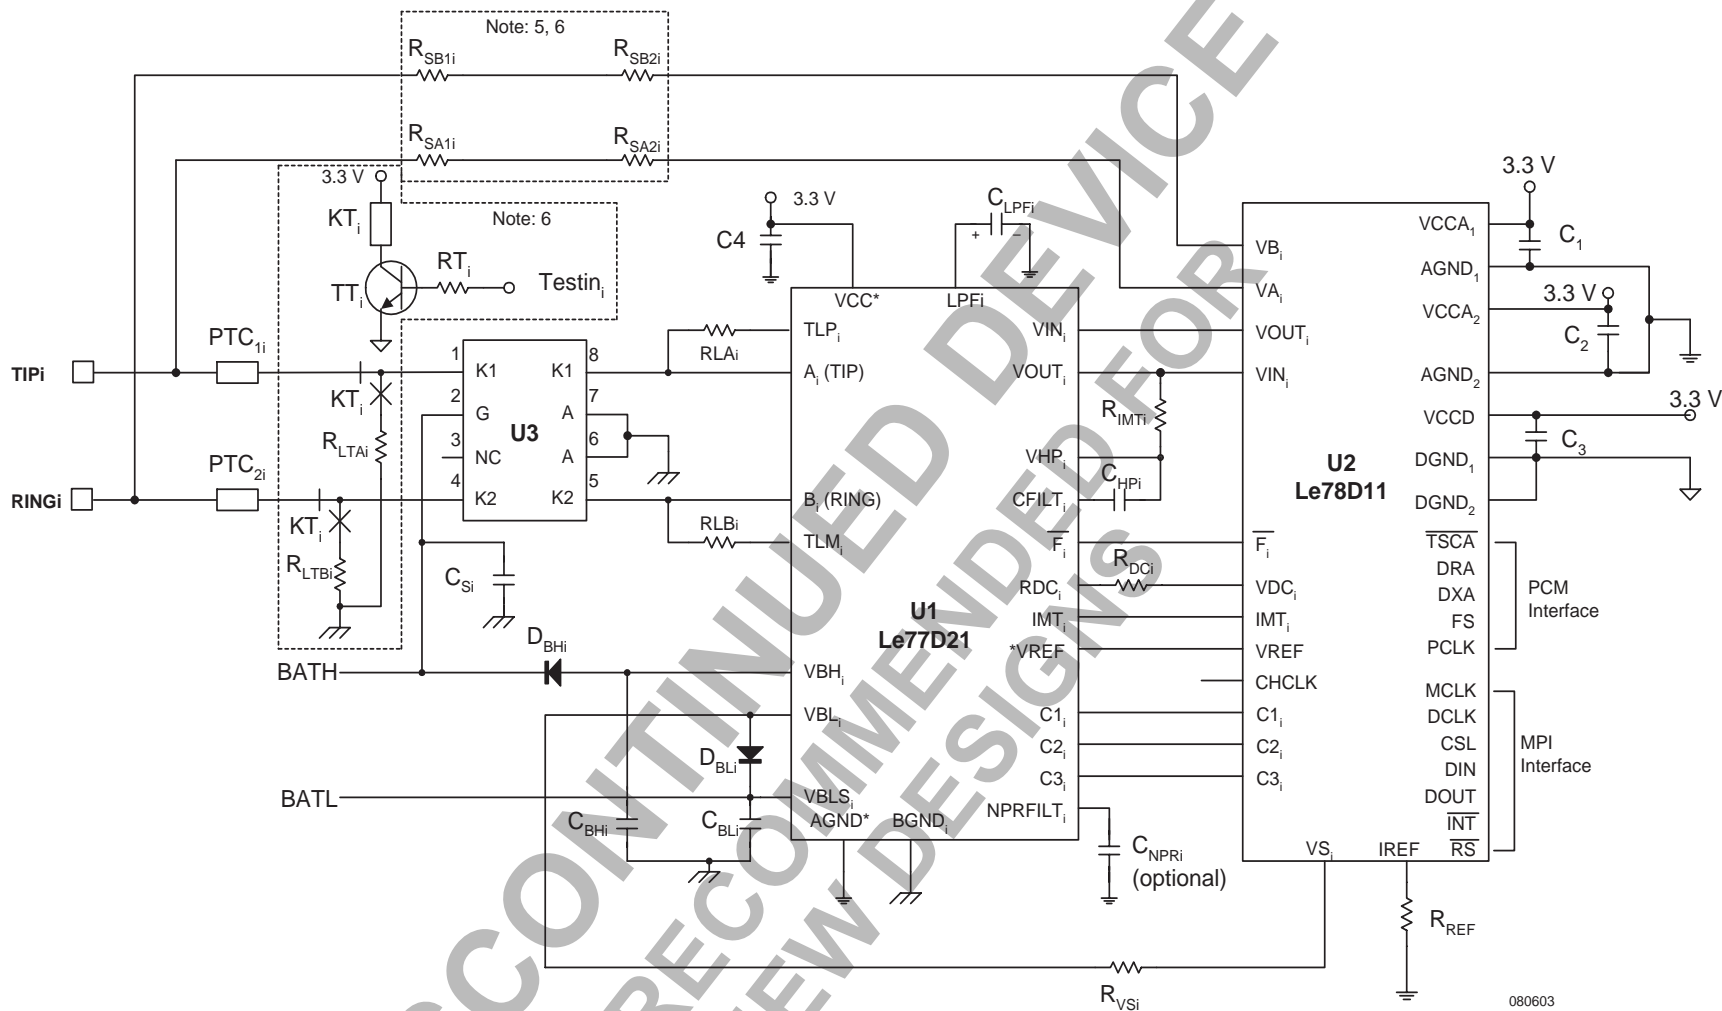 Note: 5, 6
RSB1i
RSB2i
RSA1i
RSA2i
3.3 V
KTi
Note: 6
RTi
TTi
Testini
PTC1i
TIPi
KTi
RLTAi
PTC2i
RINGi
KTi
RLTBi
1
2
3
4
8
7
6
5
K1
K1
G
A
U3
NC
A
K2
K2
CSi
DBHi
BATH
DBLi
BATL
CBHi
CBLi
3.3 V
C4
CLPFi
+
–
RLAi
RLBi
VCC*
LPFi
TLPi
Ai (TIP)
Bi (RING)
TLMi
U1
Le77D21
VBHi
VBLi
VBLSi
AGND*
BGNDi
VINi
VOUTi
VHPi
CFILTi
Fi
RDCi
IMTi
*VREF
C1i
C2i
C3i
NPRFILTi
RIMTi
CHPi
RDCi
CNPRi
(optional)
RVSi
VBi
VAi
VOUTi
VINi
U2
Le78D11
Fi
VDCi
IMTi
VREF
CHCLK
C1i
C2i
C3i
VSi
IREF
RREF
VCCA1
AGND1
VCCA2
AGND2
VCCD
DGND1
DGND2
TSCA
DRA
DXA
FS
PCLK
MCLK
DCLK
CSL
DIN
DOUT
INT
RS
3.3 V
C1
3.3 V
C2
3.3 V
C3
PCM
Interface
MPI
Interface
080603
SCONTINUED DEVICE
RECOMMENDED FOR
EW DESIGNS